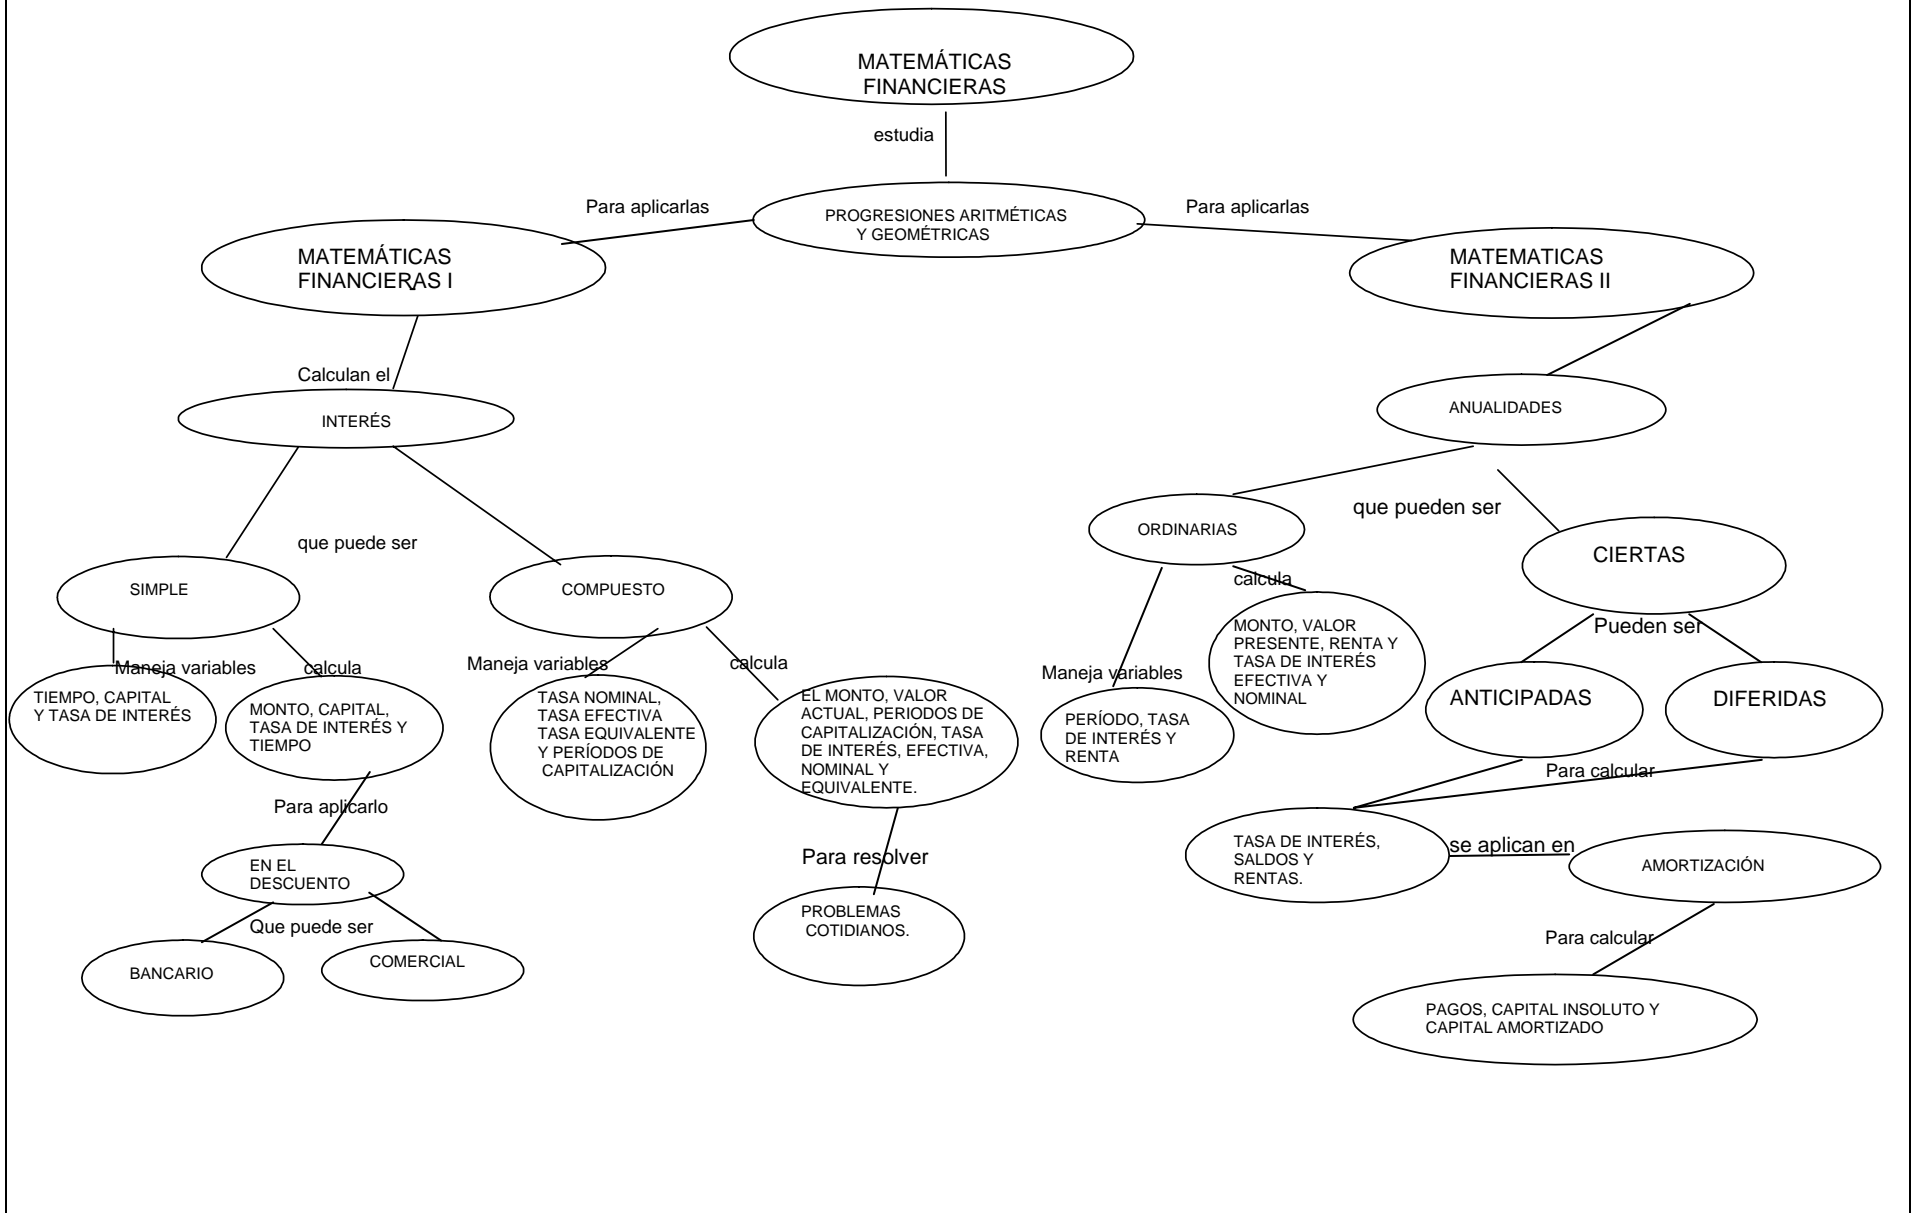 MATEMÁTICAS
FINANCIERAS
estudia
Para aplicarlas
PROGRESIONES ARITMÉTICAS
Y GEOMÉTRICAS
Para aplicarlas
MATEMÁTICAS
FINANCIERAS I
MATEMATICAS
FINANCIERAS II
Calculan el
INTERÉS
ANUALIDADES
que puede ser
que pueden ser
SIMPLE
COMPUESTO
ORDINARIAS
CIERTAS
Maneja variables
calcula
Maneja variables
calcula
Maneja variables
calcula
Pueden ser
TIEMPO, CAPITAL
Y TASA DE INTERÉS
MONTO, CAPITAL,
TASA DE INTERÉS Y
TIEMPO
TASA NOMINAL,
TASA EFECTIVA
TASA EQUIVALENTE
Y PERÍODOS DE
CAPITALIZACIÓN
EL MONTO, VALOR
ACTUAL, PERIODOS DE
CAPITALIZACIÓN, TASA
DE INTERÉS, EFECTIVA,
NOMINAL Y
EQUIVALENTE.
PERÍODO, TASA
DE INTERÉS Y
RENTA
MONTO, VALOR
PRESENTE, RENTA Y
TASA DE INTERÉS
EFECTIVA Y
NOMINAL
ANTICIPADAS
DIFERIDAS
Para aplicarlo
Para resolver
Para calcular
EN EL
DESCUENTO
Que puede ser
BANCARIO
COMERCIAL
PROBLEMAS
COTIDIANOS.
TASA DE INTERÉS,
SALDOS Y
RENTAS.
se aplican en
AMORTIZACIÓN
Para calcular
PAGOS, CAPITAL INSOLUTO Y
CAPITAL AMORTIZADO